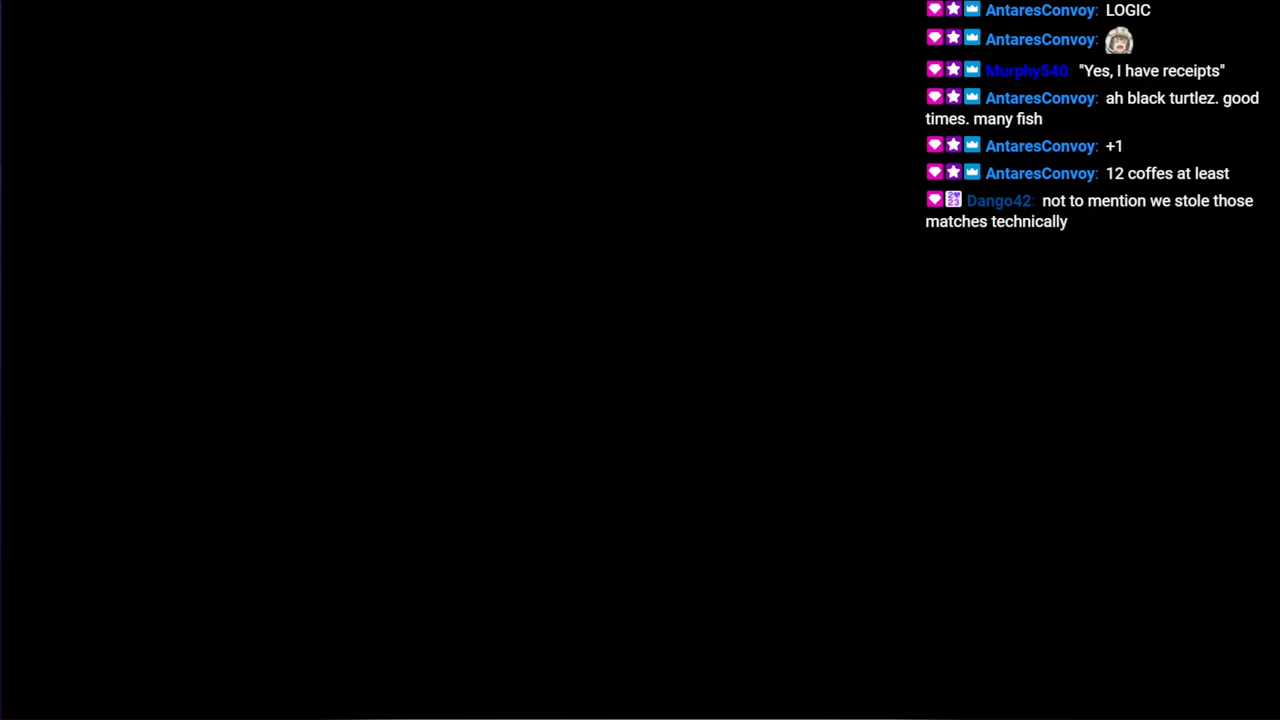 AntaresConvoy: LOGIC
AntaresConvoy:
Murphy540: "Yes, I have receipts"
AntaresConvoy: ah black turtlez. good
times. many fish
AntaresConvoy: +1
AntaresConvoy: 12 coffes at least
Dango42: not to mention we stole those
matches technically